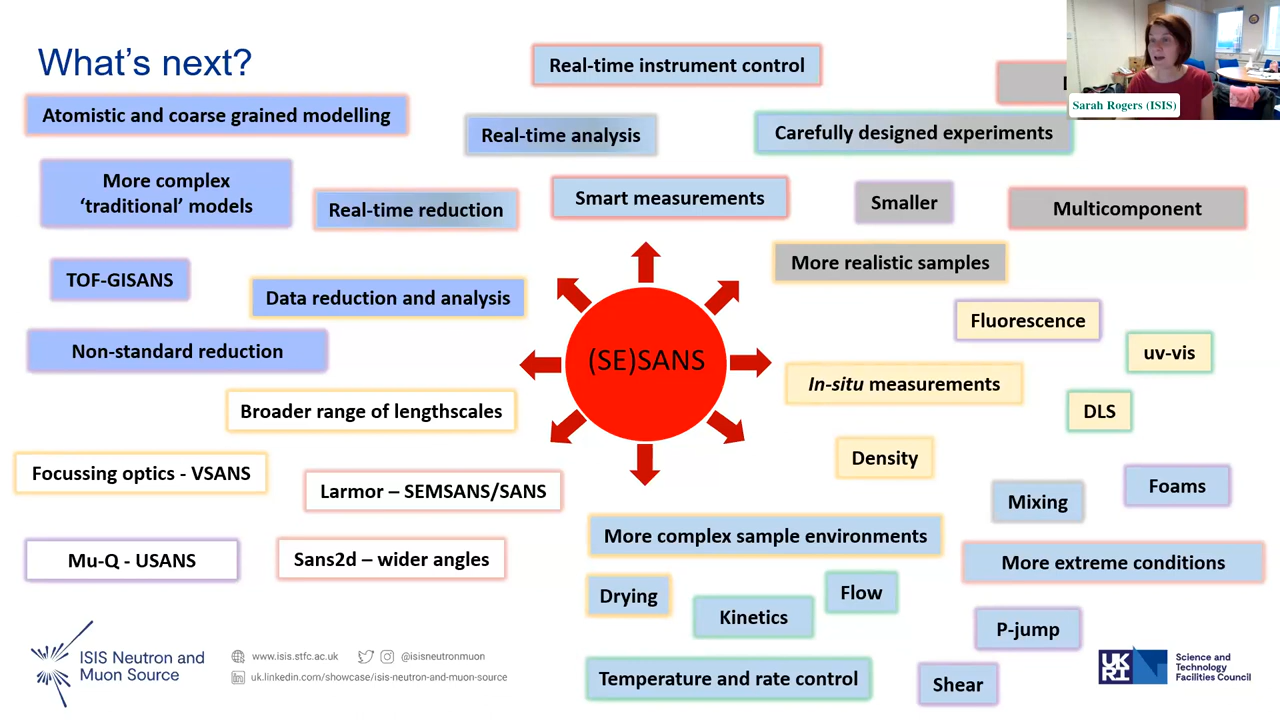 What's next?
Real-time instrument control
Sarah Rogers (ISIS)
Atomistic and coarse grained modelling
Real-time analysis
Carefully designed experiments
More complex
'traditional' models
Real-time reduction
Smart measurements
Smaller
Multicomponent
TOF-GISANS
Data reduction and analysis
More realistic samples
Non-standard reduction
(SE)SANS
Fluorescence
uv-vis
In-situ measurements
Broader range of lengthscales
DLS
Focussing optics - VSANS
Larmor – SEMSANS/SANS
Density
Mixing
Foams
Mu-Q - USANS
Sans2d – wider angles
More complex sample environments
More extreme conditions
Drying
Kinetics
Flow
P-jump
Temperature and rate control
Shear
ISIS Neutron and
Muon Source
www.isis.stfc.ac.uk
@isisneutronmuon
uk.linkedin.com/showcase/isis-neutron-and-muon-source
UKRI
Science and
Technology
Facilities Council